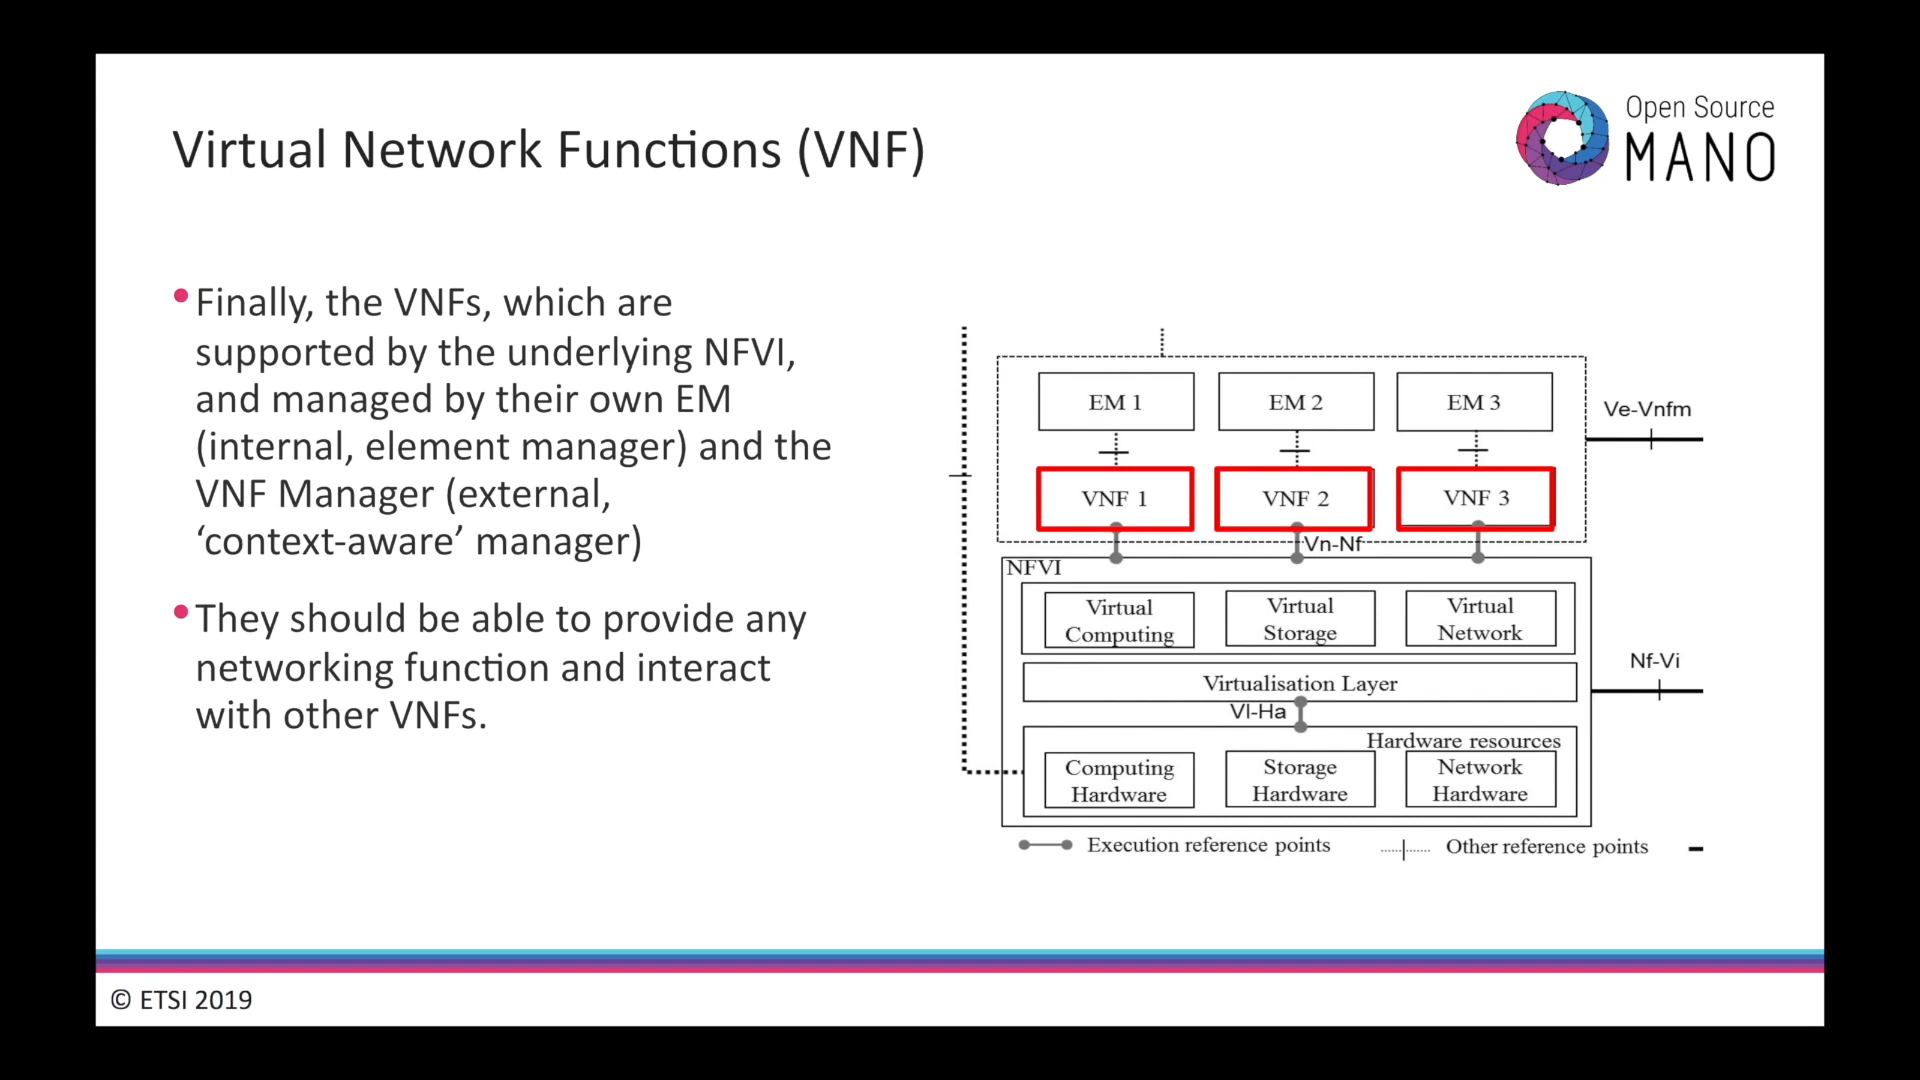 Virtual Network Functions (VNF)
Open Source
MANO
•Finally, the VNFs, which are
supported by the underlying NFVI,
and managed by their own EM
(internal, element manager) and the
VNF Manager (external,
‘context-aware’ manager)
•They should be able to provide any
networking function and interact
with other VNFs.
EM 1
EM 2
EM 3
Ve-Vnfm
VNF 1
VNF 2
VNF 3
Vn-Nf
NFVI
Virtual
Computing
Virtual
Storage
Virtual
Network
Nf-Vi
Virtualisation Layer
Vl-Ha
Hardware resources
Computing
Hardware
Storage
Hardware
Network
Hardware
Execution reference points
Other reference points
© ETSI 2019